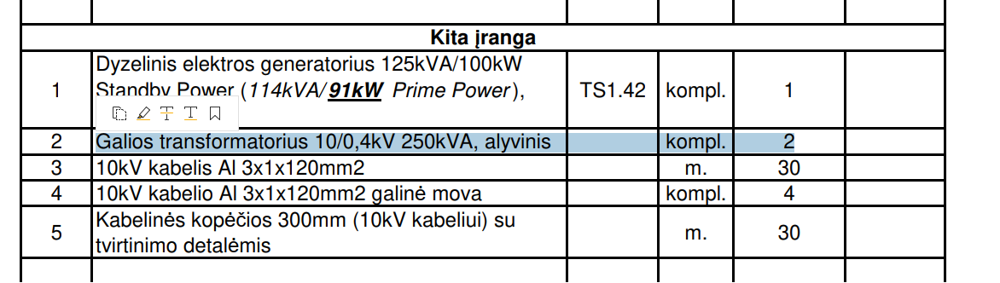 Kita įranga
1 Dyzelinis elektros generatorius 125kVA/100kW
Standby Power (114kVA/91kW Prime Power), TS1.42 kompl. 1
2 Galios transformatorius 10/0,4kV 250kVA, alyvinis kompl. 2
3 10kV kabelis Al 3x1x120mm2 m. 30
4 10kV kabelio Al 3x1x120mm2 galinė mova kompl. 4
5 Kabelinės kopėčios 300mm (10kV kabeliui) su
tvirtinimo detalėmis m. 30